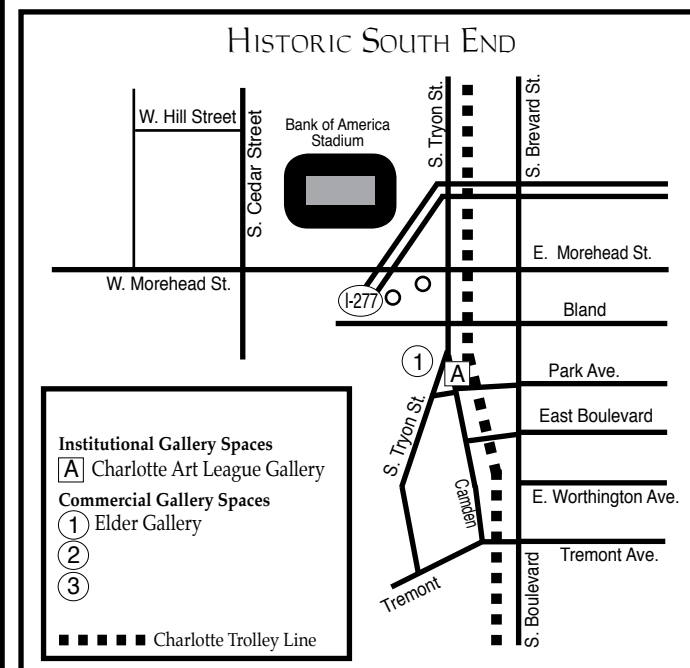 HISTORIC SOUTH END
W. Hill Street
S. Cedar Street
Bank of America
Stadium
S. Tryon St.
S. Brevard St.
E. Morehead St.
W. Morehead St.
I-277
Bland
1
A
Park Ave.
S. Tryon St.
East Boulevard
Camden
E. Worthington Ave.
Tremont Ave.
Tremont
S. Boulevard
Institutional Gallery Spaces
A Charlotte Art League Gallery
Commercial Gallery Spaces
1 Elder Gallery
2
3
Charlotte Trolley Line